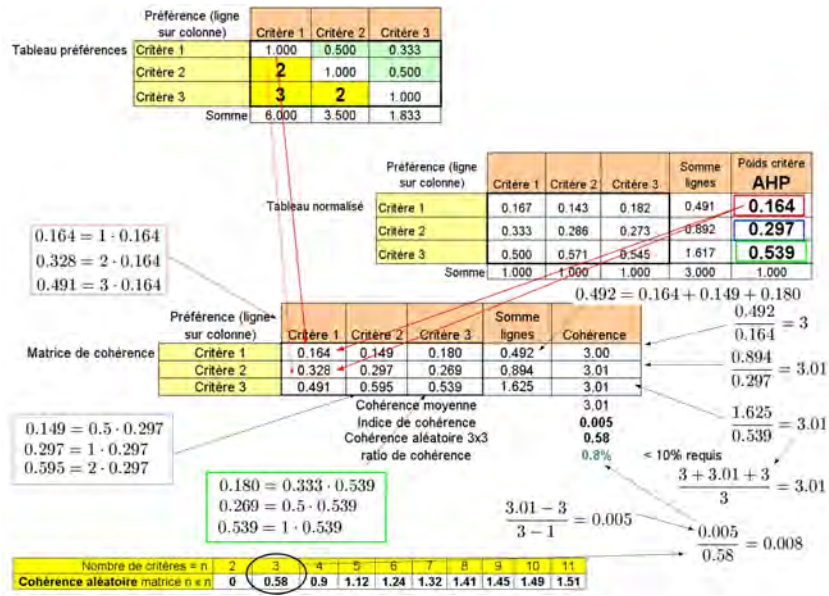 Préférence (ligne sur colonne) Critère 1 Critère 2 Critère 3
Tableau préférences Critère 1 1.000 0.500 0.333
Critère 2 2 1.000 0.500
Critère 3 3 2 1.000
Somme 6.000 3.500 1.833
Préférence (ligne sur colonne) Critère 1 Critère 2 Critère 3 Somme lignes Poids critère AHP
Tableau normalisé Critère 1 0.167 0.143 0.182 0.491 0.164
Critère 2 0.333 0.286 0.273 0.892 0.297
Critère 3 0.500 0.571 0.545 1.617 0.539
Somme 1.000 1.000 1.000 3.000 1.000
0.164 = 1 · 0.164
0.328 = 2 · 0.164
0.491 = 3 · 0.164
0.492 = 0.164 + 0.149 + 0.180
Préférence (ligne sur colonne) Critère 1 Critère 2 Critère 3 Somme lignes Cohérence
Matrice de cohérence Critère 1 0.164 0.149 0.180 0.492 3.00
Critère 2 0.328 0.297 0.269 0.894 3.01
Critère 3 0.491 0.595 0.539 1.625 3.01
Cohérence moyenne 3,01
Indice de cohérence 0.005
Cohérence aléatoire 3x3 0.58
ratio de cohérence 0.8% < 10% requis
0.492 / 0.164 = 3
0.894 / 0.297 = 3.01
1.625 / 0.539 = 3.01
3 + 3.01 + 3 / 3 = 3.01
0.149 = 0.5 · 0.297
0.297 = 1 · 0.297
0.595 = 2 · 0.297
0.180 = 0.333 · 0.539
0.269 = 0.5 · 0.539
0.539 = 1 · 0.539
3.01 − 3 / 3 − 1 = 0.005
0.005 / 0.58 = 0.008
Nombre de critères = n 2 3 4 5 6 7 8 9 10 11
Cohérence aléatoire matrice n x n 0 0.58 0.9 1.12 1.24 1.32 1.41 1.45 1.49 1.51